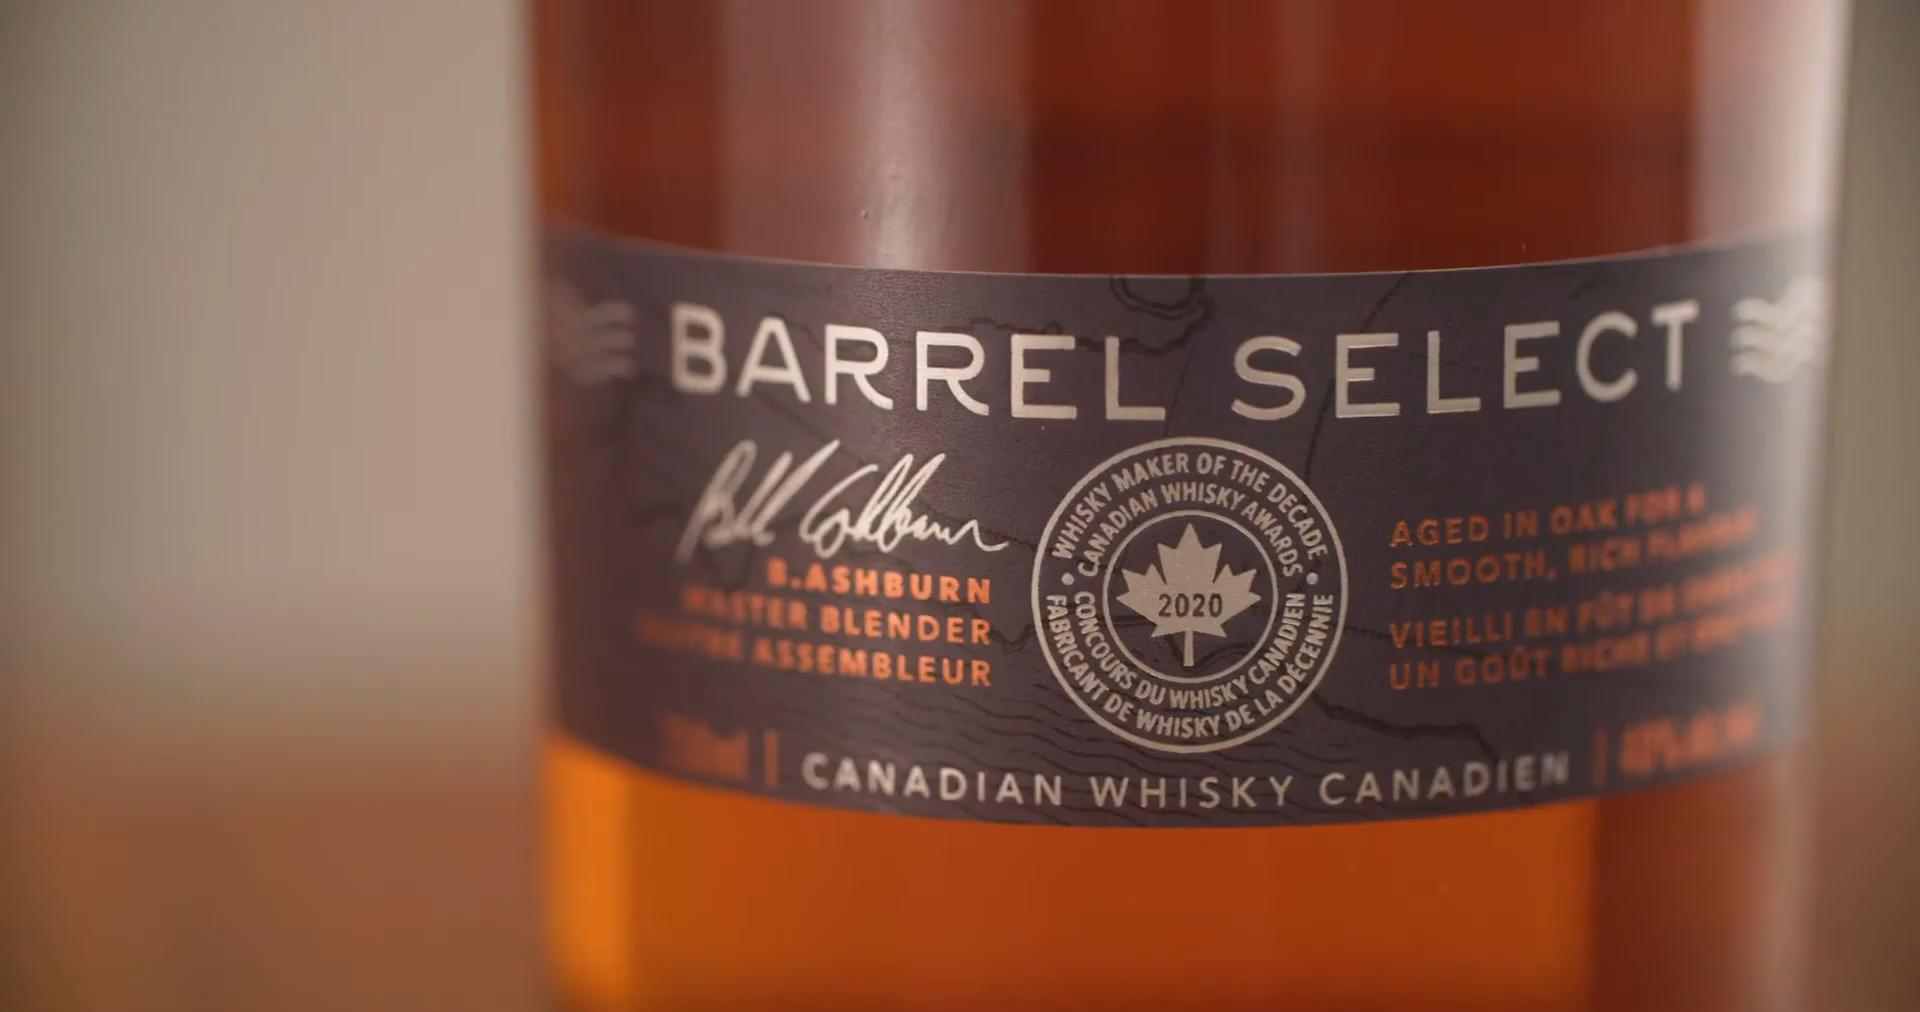 BARREL SELECT
B.ASHBURN
MASTER BLENDER
MAÎTRE ASSEMBLEUR
WHISKY MAKER OF THE DECADE
CANADIAN WHISKY AWARDS
2020
CONCOURS DU WHISKY CANADIEN
FABRICANT DE WHISKY DE LA DÉCENNIE
AGED IN OAK FOR A
SMOOTH, RICH
VIEILLI EN FÛT DE
UN GOÛT RICHE ET
CANADIAN WHISKY CANADIEN